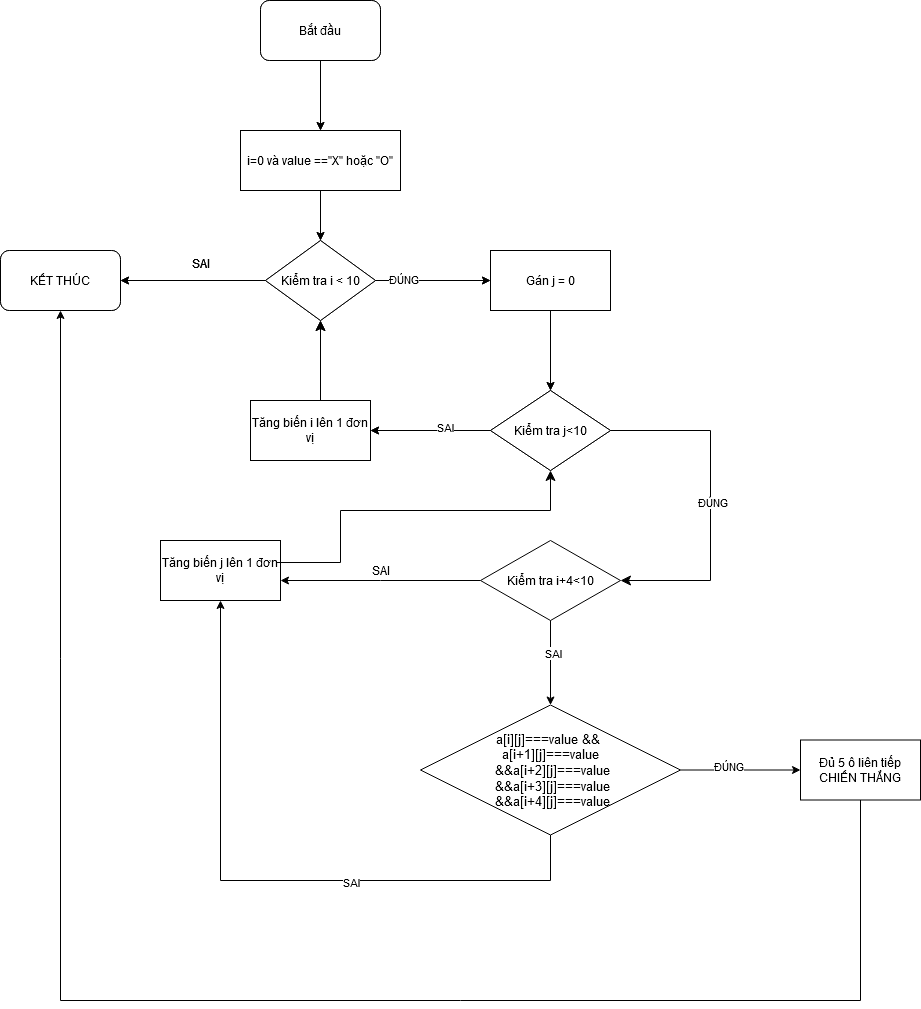 Bắt đầu
i=0 và value =="X" hoặc "O"
SAI
KẾT THÚC
Kiểm tra i < 10
ĐÚNG
Gán j = 0
Tăng biến i lên 1 đơn
vị
SAI
Kiểm tra j<10
ĐÚNG
Tăng biến j lên 1 đơn
vị
SAI
Kiểm tra i+4<10
SAI
a[i][j]===value &&
a[i+1][j]===value
&&a[i+2][j]===value
&&a[i+3][j]===value
&&a[i+4][j]===value
ĐÚNG
Đủ 5 ô liên tiếp
CHIẾN THẮNG
SAI